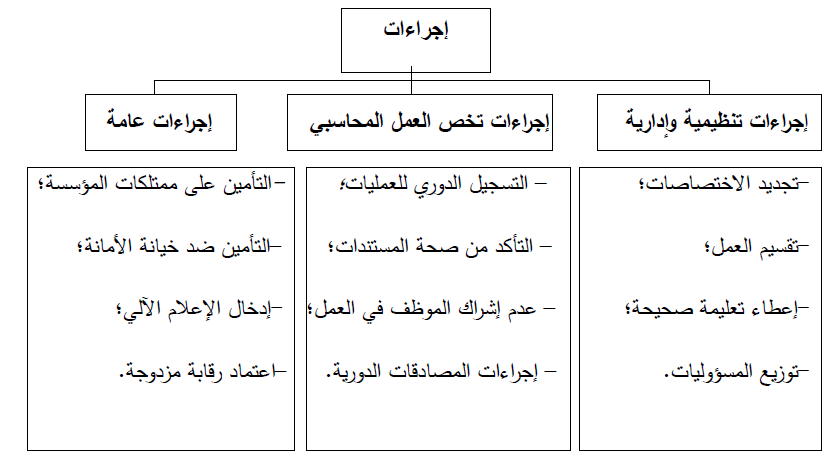 إجراءات
إجراءات تنظيمية وإدارية
إجراءات تخص العمل المحاسبي
إجراءات عامة
–تجديد الاختصاصات؛
–تقسيم العمل؛
–إعطاء تعليمة صحيحة؛
–توزيع المسؤوليات.
– التسجيل الدوري للعمليات؛
– التأكد من صحة المستندات؛
– عدم إشراك الموظف في العمل؛
– إجراءات المصادقات الدورية.
–التأمين على ممتلكات المؤسسة؛
–التأمين ضد خيانة الأمانة؛
–إدخال الإعلام الآلي؛
–اعتماد رقابة مزدوجة.